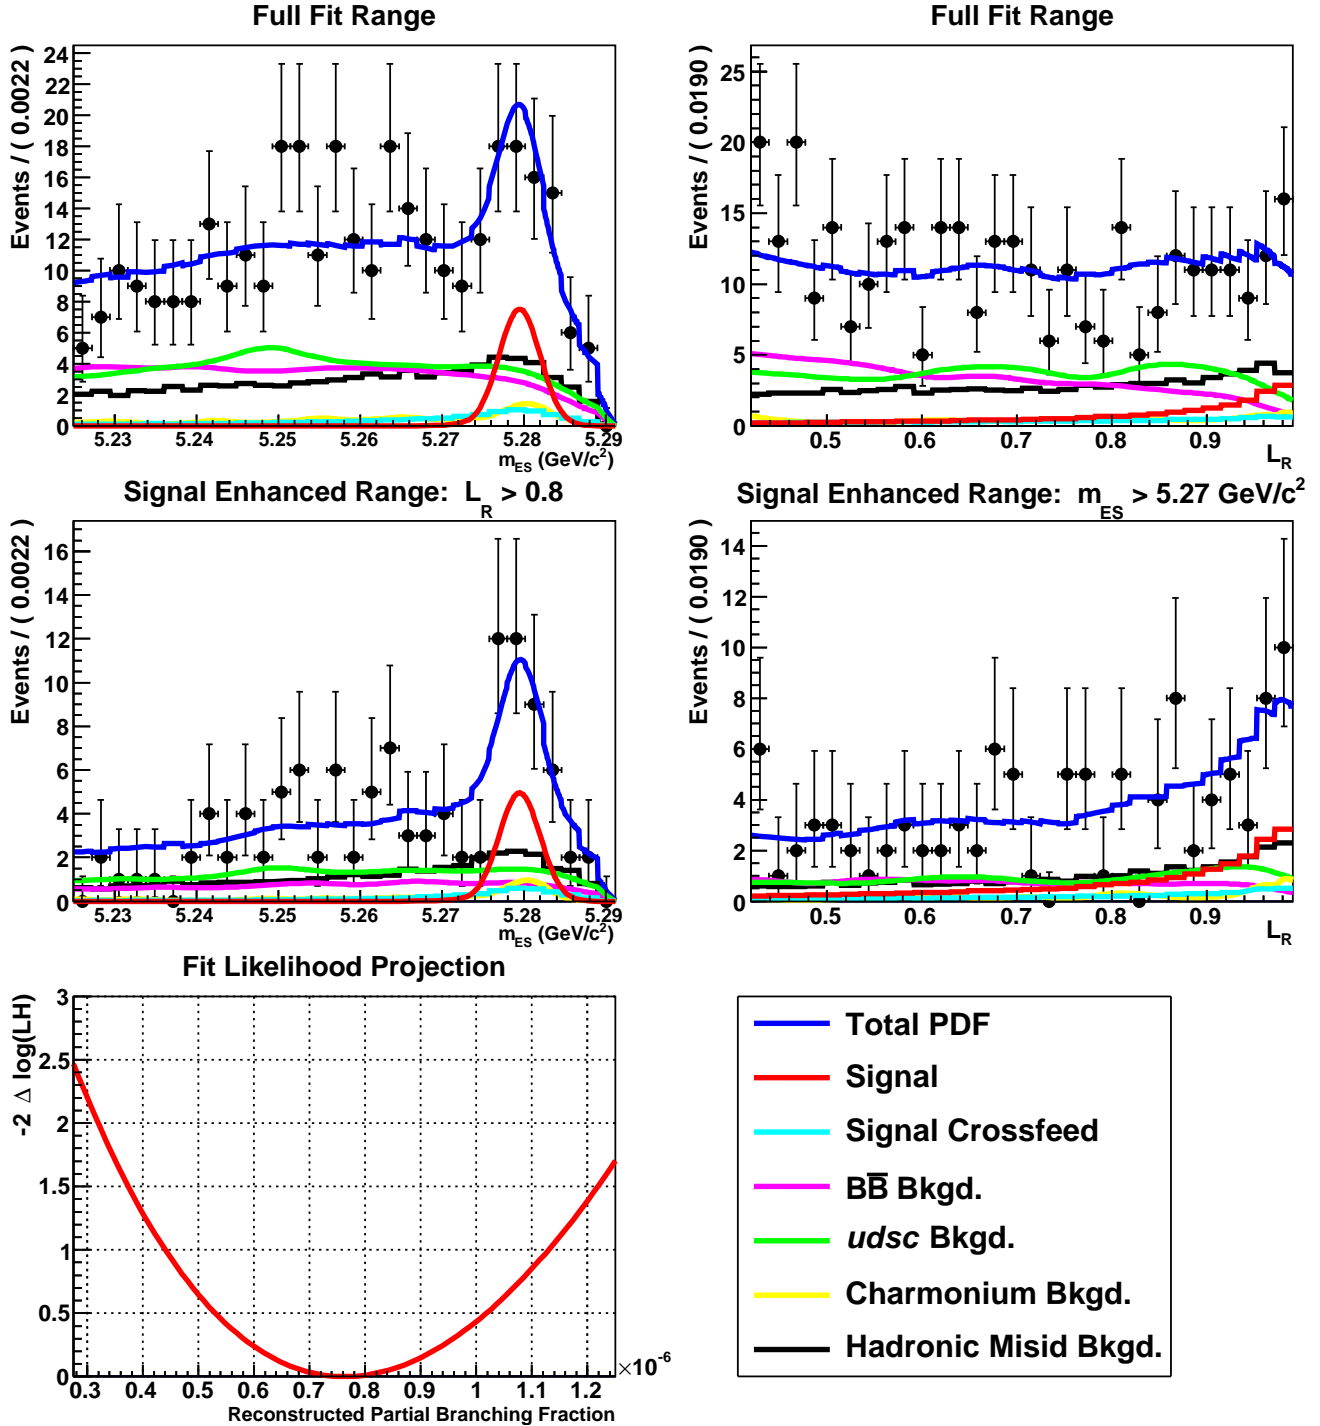 Full Fit Range
Events / ( 0.0022 )
24
22
20
18
16
14
12
10
8
6
4
2
0
5.23 5.24 5.25 5.26 5.27 5.28 5.29
m_ES (GeV/c²)
Full Fit Range
Events / ( 0.0190 )
25
20
15
10
5
0
0.5 0.6 0.7 0.8 0.9
L_R
Signal Enhanced Range: L_R > 0.8
Events / ( 0.0022 )
16
14
12
10
8
6
4
2
0
5.23 5.24 5.25 5.26 5.27 5.28 5.29
m_ES (GeV/c²)
Signal Enhanced Range: m_ES > 5.27 GeV/c²
Events / ( 0.0190 )
14
12
10
8
6
4
2
0
0.5 0.6 0.7 0.8 0.9
L_R
Fit Likelihood Projection
-2 Δ log(LH)
3
2.5
2
1.5
1
0.5
0
0.3 0.4 0.5 0.6 0.7 0.8 0.9 1 1.1 1.2
×10⁻⁶
Reconstructed Partial Branching Fraction
Total PDF
Signal
Signal Crossfeed
BB̅ Bkgd.
udsc Bkgd.
Charmonium Bkgd.
Hadronic Misid Bkgd.